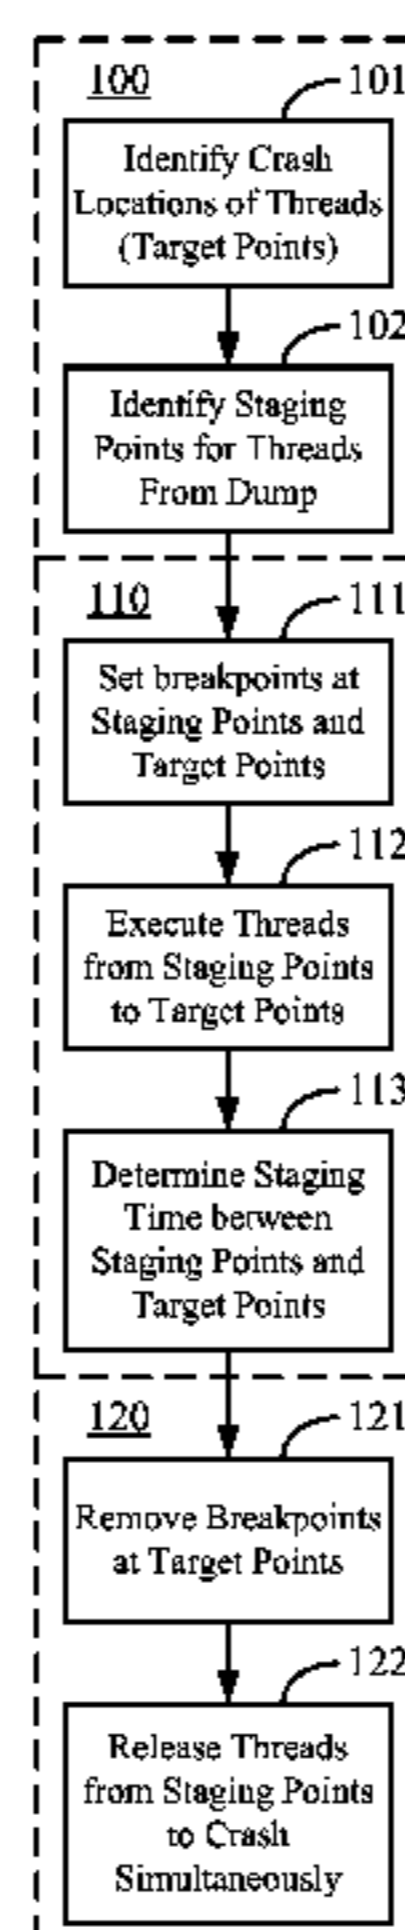 100
101
Identify Crash
Locations of Threads
(Target Points)
102
Identify Staging
Points for Threads
From Dump
110
111
Set breakpoints at
Staging Points and
Target Points
112
Execute Threads
from Staging Points
to Target Points
113
Determine Staging
Time between
Staging Points and
Target Points
120
121
Remove Breakpoints
at Target Points
122
Release Threads
from Staging Points
to Crash
Simultaneously